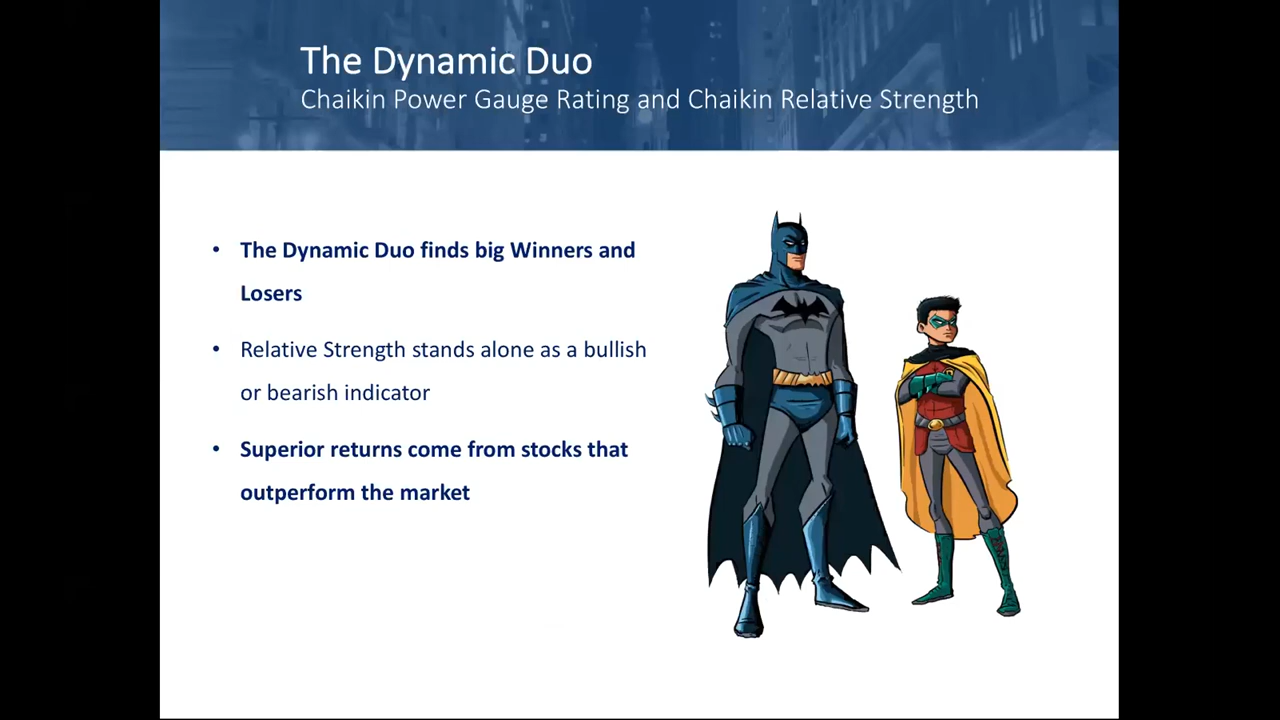 The Dynamic Duo
Chaikin Power Gauge Rating and Chaikin Relative Strength
• The Dynamic Duo finds big Winners and
Losers
• Relative Strength stands alone as a bullish
or bearish indicator
• Superior returns come from stocks that
outperform the market